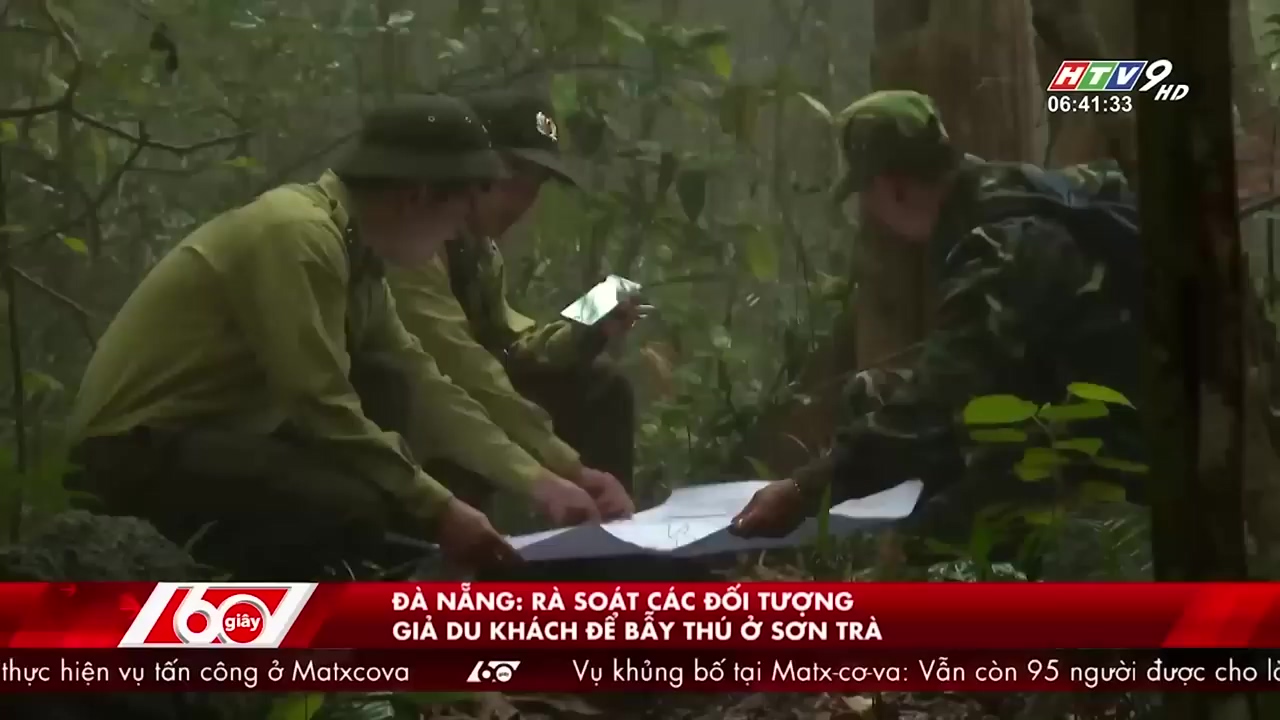 HTV9 HD
06:41:33
60 giây
ĐÀ NẴNG: RÀ SOÁT CÁC ĐỐI TƯỢNG
GIẢ DU KHÁCH ĐỂ BẪY THÚ Ở SƠN TRÀ
thực hiện vụ tấn công ở Matxcova
60 giây
Vụ khủng bố tại Matx-cơ-va: Vẫn còn 95 người được cho